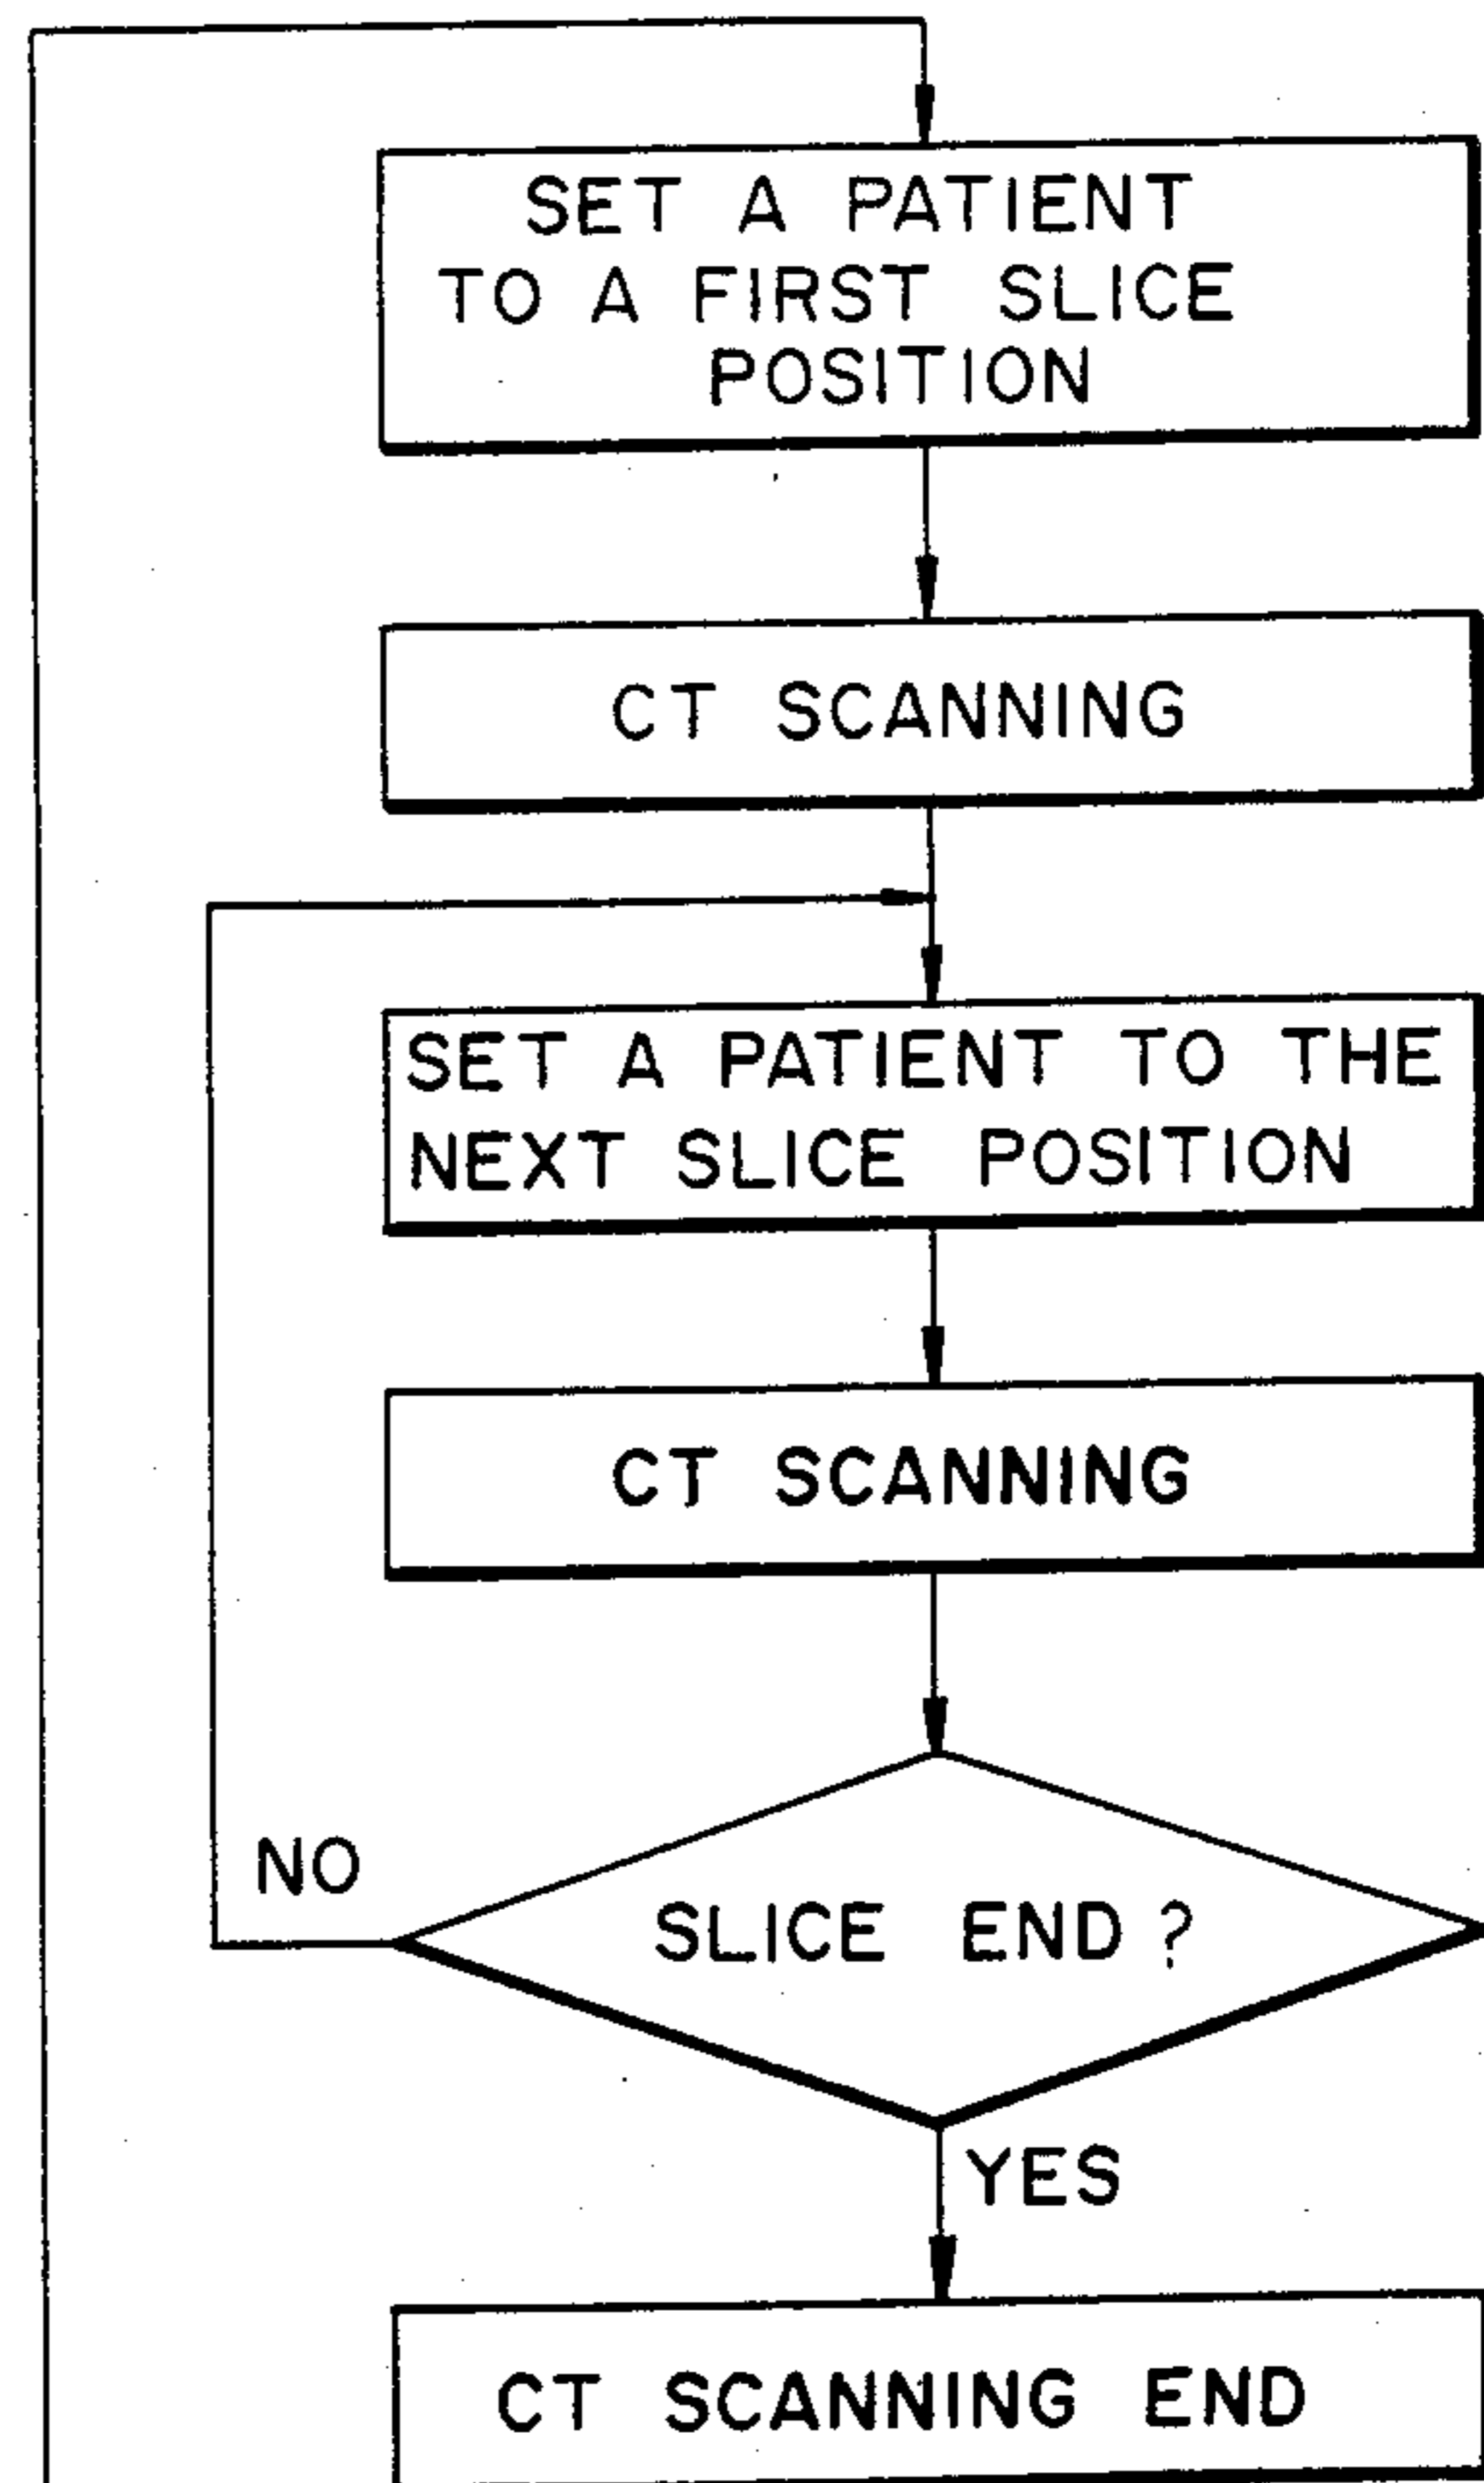 SET A PATIENT
TO A FIRST SLICE
POSITION
CT SCANNING
SET A PATIENT TO THE
NEXT SLICE POSITION
CT SCANNING
NO
SLICE END ?
YES
CT SCANNING END